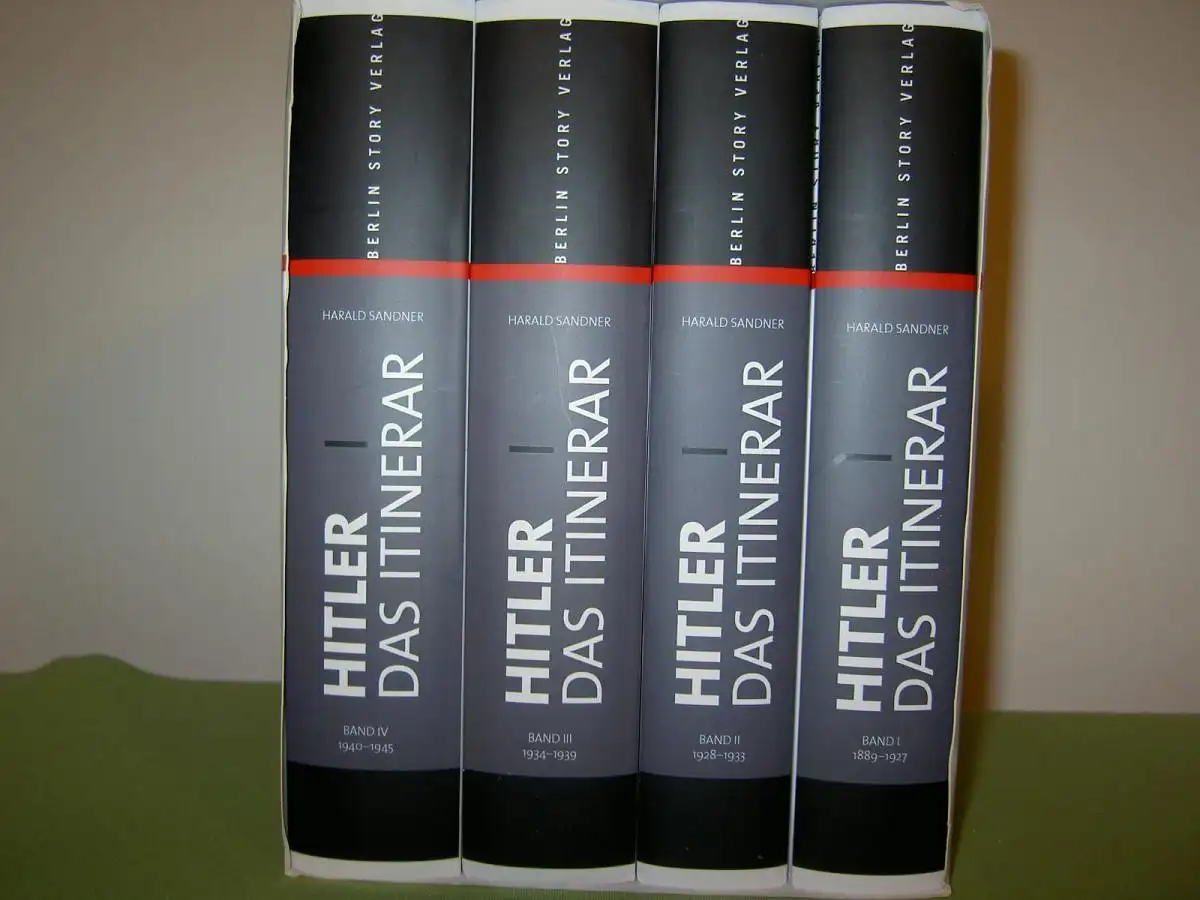 BERLIN STORY VERLAG
HARALD SANDNER
HITLER
DAS ITINERAR
BAND IV
1940–1945
BERLIN STORY VERLAG
HARALD SANDNER
HITLER
DAS ITINERAR
BAND III
1934–1939
BERLIN STORY VERLAG
HARALD SANDNER
HITLER
DAS ITINERAR
BAND II
1928–1933
BERLIN STORY VERLAG
HARALD SANDNER
HITLER
DAS ITINERAR
BAND I
1889–1927